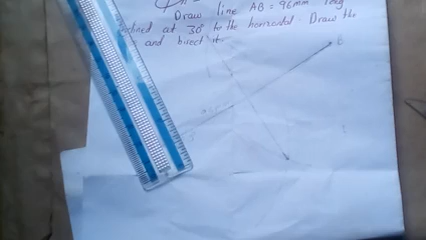 Draw line AB = 96mm long
inclined at 30° to the horizontal. Draw the
and bisect it.
B